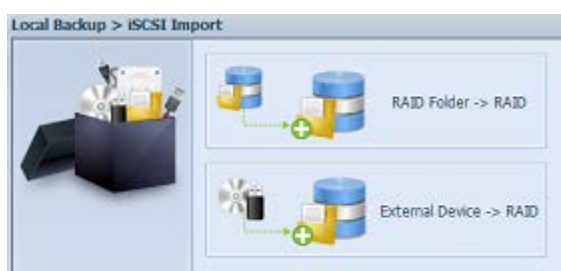 Local Backup > iSCSI Import
RAID Folder -> RAID
External Device -> RAID